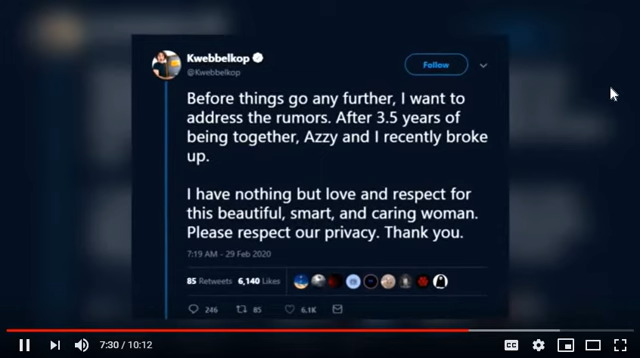 Kwebbelkop
@Kwebbelkop
Follow
Before things go any further, I want to
address the rumors. After 3.5 years of
being together, Azzy and I recently broke
up.
I have nothing but love and respect for
this beautiful, smart, and caring woman.
Please respect our privacy. Thank you.
7:19 AM - 29 Feb 2020
85 Retweets 6,140 Likes
246 85 6.1K
7:30 / 10:12
CC